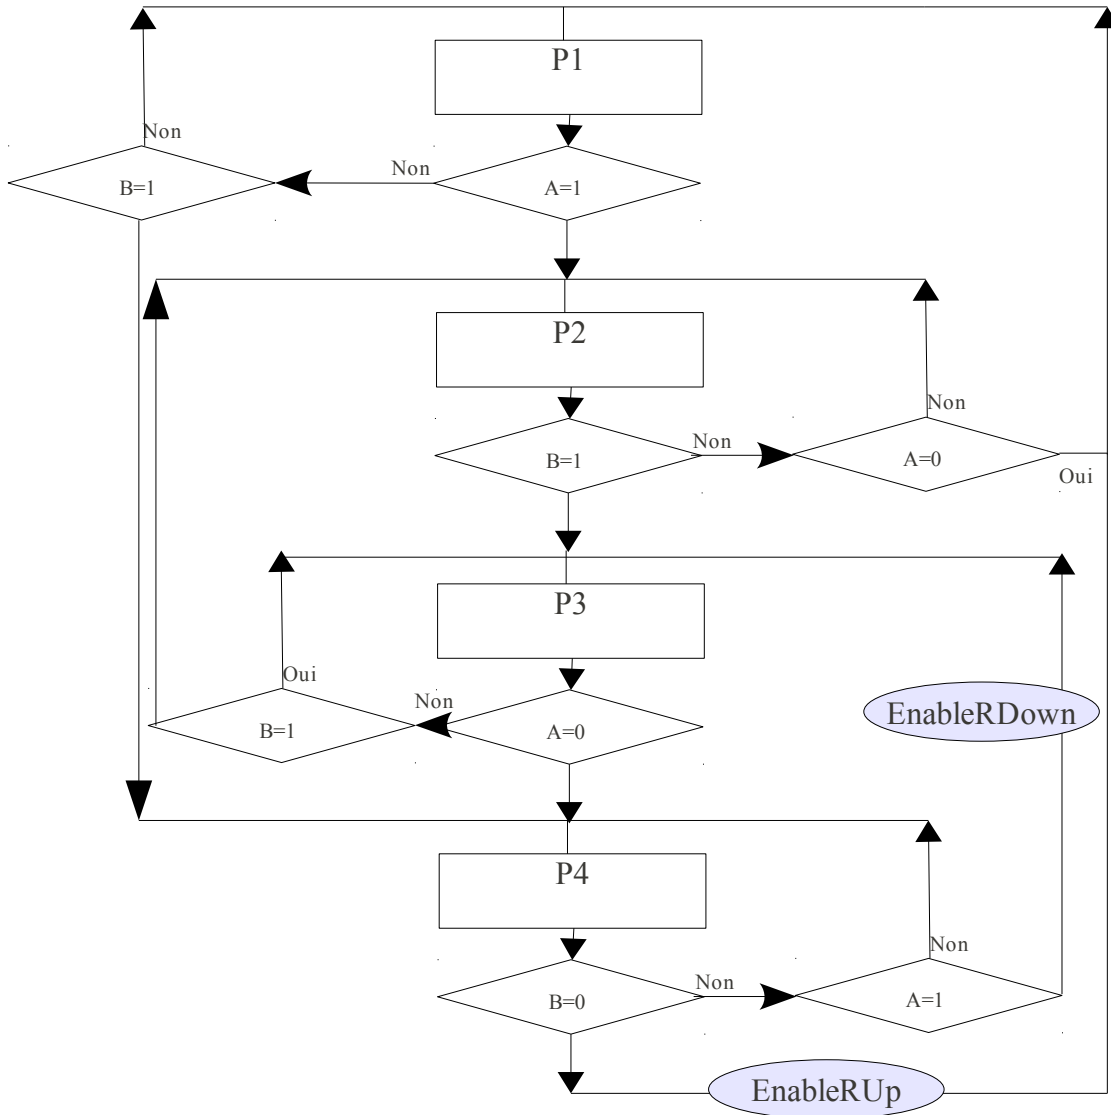 P1
Non
Non
B=1
A=1
P2
Non
Non
B=1
A=0
Oui
P3
Oui
Non
B=1
A=0
EnableRDown
P4
Non
Non
B=0
A=1
EnableRUp